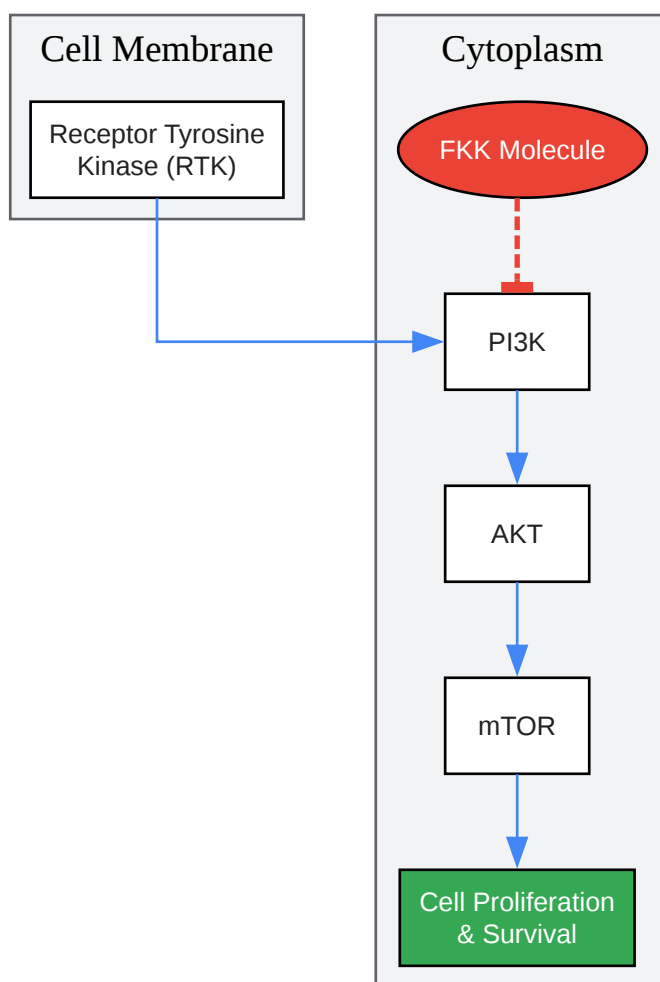 Cell Membrane
Receptor Tyrosine
Kinase (RTK)
Cytoplasm
FKK Molecule
PI3K
AKT
mTOR
Cell Proliferation
& Survival